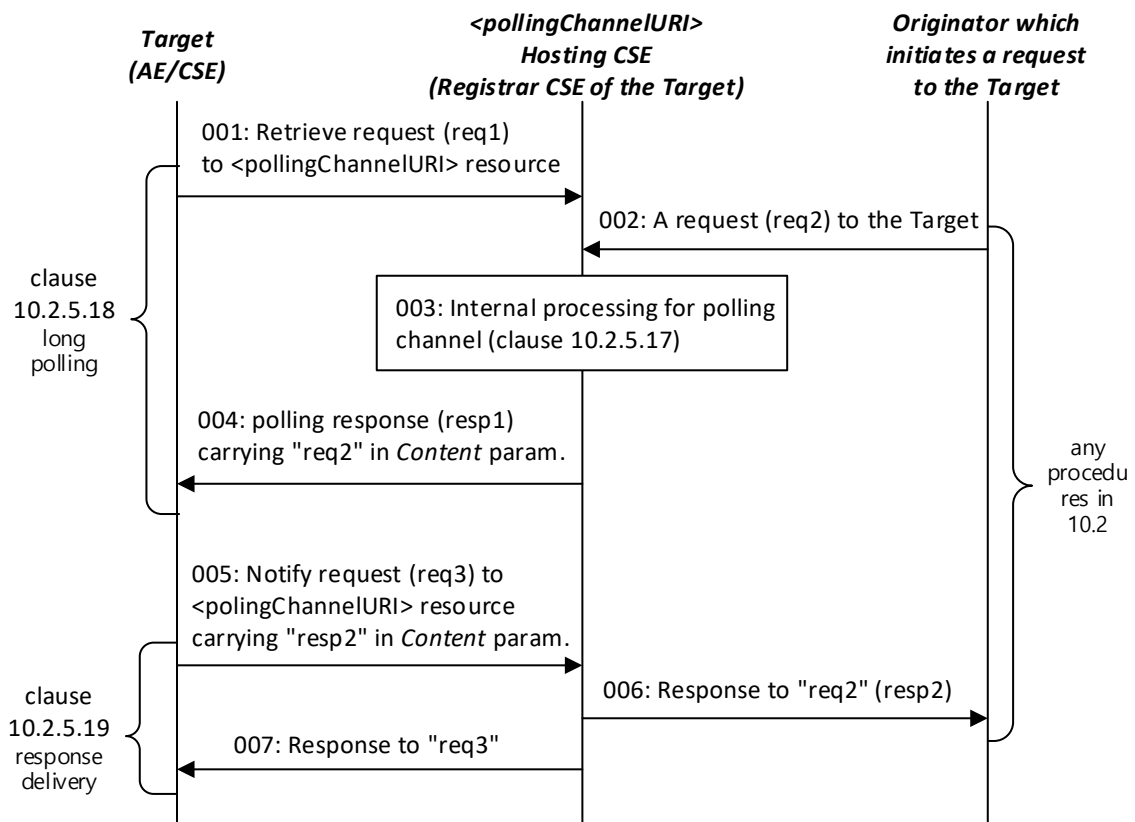 Target
(AE/CSE)
<pollingChannelURI>
Hosting CSE
(Registrar CSE of the Target)
Originator which
initiates a request
to the Target
001: Retrieve request (req1)
to <pollingChannelURI> resource
002: A request (req2) to the Target
clause
10.2.5.18
long
polling
003: Internal processing for polling
channel (clause 10.2.5.17)
004: polling response (resp1)
carrying "req2" in Content param.
any
procedu
res in
10.2
005: Notify request (req3) to
<polingChannelURI> resource
carrying "resp2" in Content param.
clause
10.2.5.19
response
delivery
006: Response to "req2" (resp2)
007: Response to "req3"